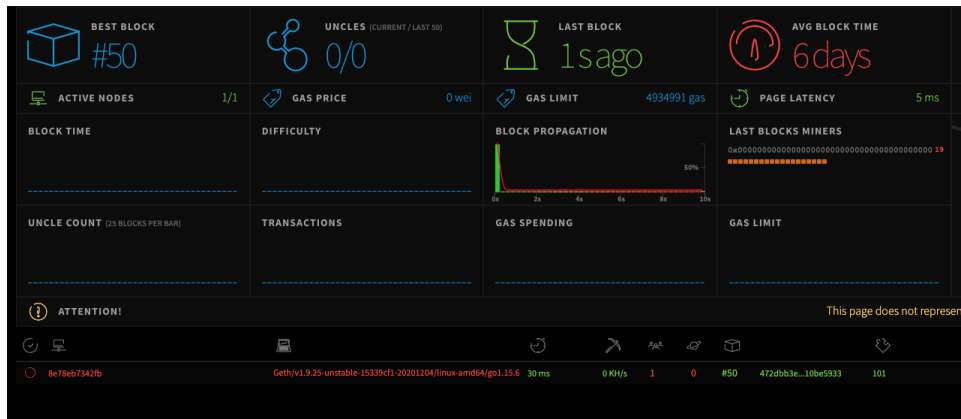 BEST BLOCK
#50
UNCLES (CURRENT / LAST 50)
0/0
LAST BLOCK
1 s ago
AVG BLOCK TIME
6 days
ACTIVE NODES 1/1
GAS PRICE 0 wei
GAS LIMIT 4934991 gas
PAGE LATENCY 5 ms
BLOCK TIME
DIFFICULTY
BLOCK PROPAGATION
50%
0s 2s 4s 6s 8s 10s
LAST BLOCKS MINERS
0x0000000000000000000000000000000000000000 19
UNCLE COUNT (25 BLOCKS PER BAR)
TRANSACTIONS
GAS SPENDING
GAS LIMIT
ATTENTION! This page does not represen
8e78eb7342fb Geth/v1.9.25-unstable-15339cf1-20201204/linux-amd64/go1.15.6 30 ms 0 KH/s 1 0 #50 472dbb3e...10be5933 101